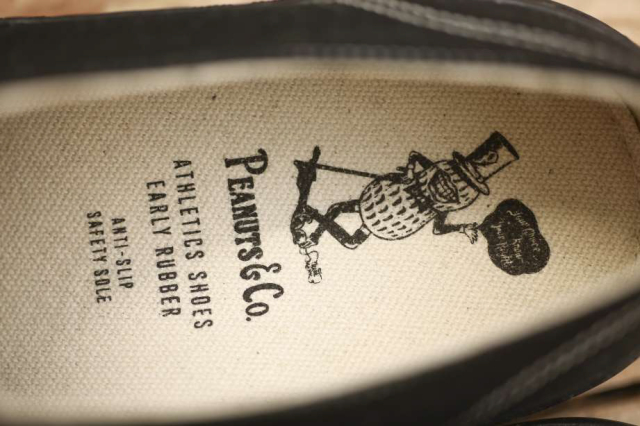 PEANUTS & CO.
ATHLETICS SHOES
EARLY RUBBER
ANTI-SLIP
SAFETY SOLE